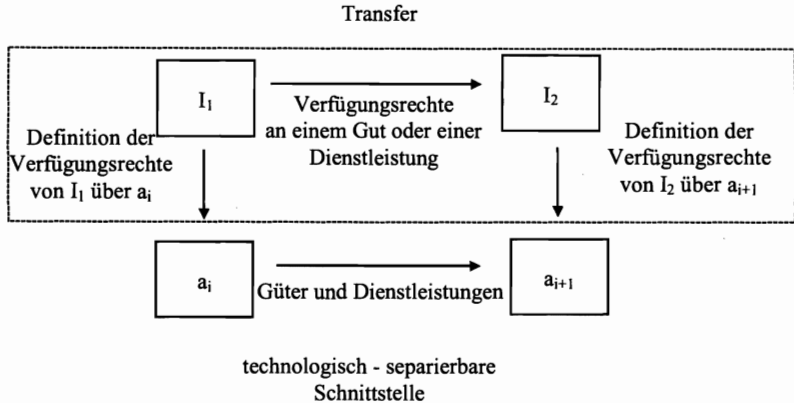 Transfer
I₁
I₂
Verfügungsrechte
an einem Gut oder einer
Dienstleistung
Definition der
Verfügungsrechte
von I₁ über aᵢ
Definition der
Verfügungsrechte
von I₂ über aᵢ₊₁
aᵢ
aᵢ₊₁
Güter und Dienstleistungen
technologisch - separierbare
Schnittstelle